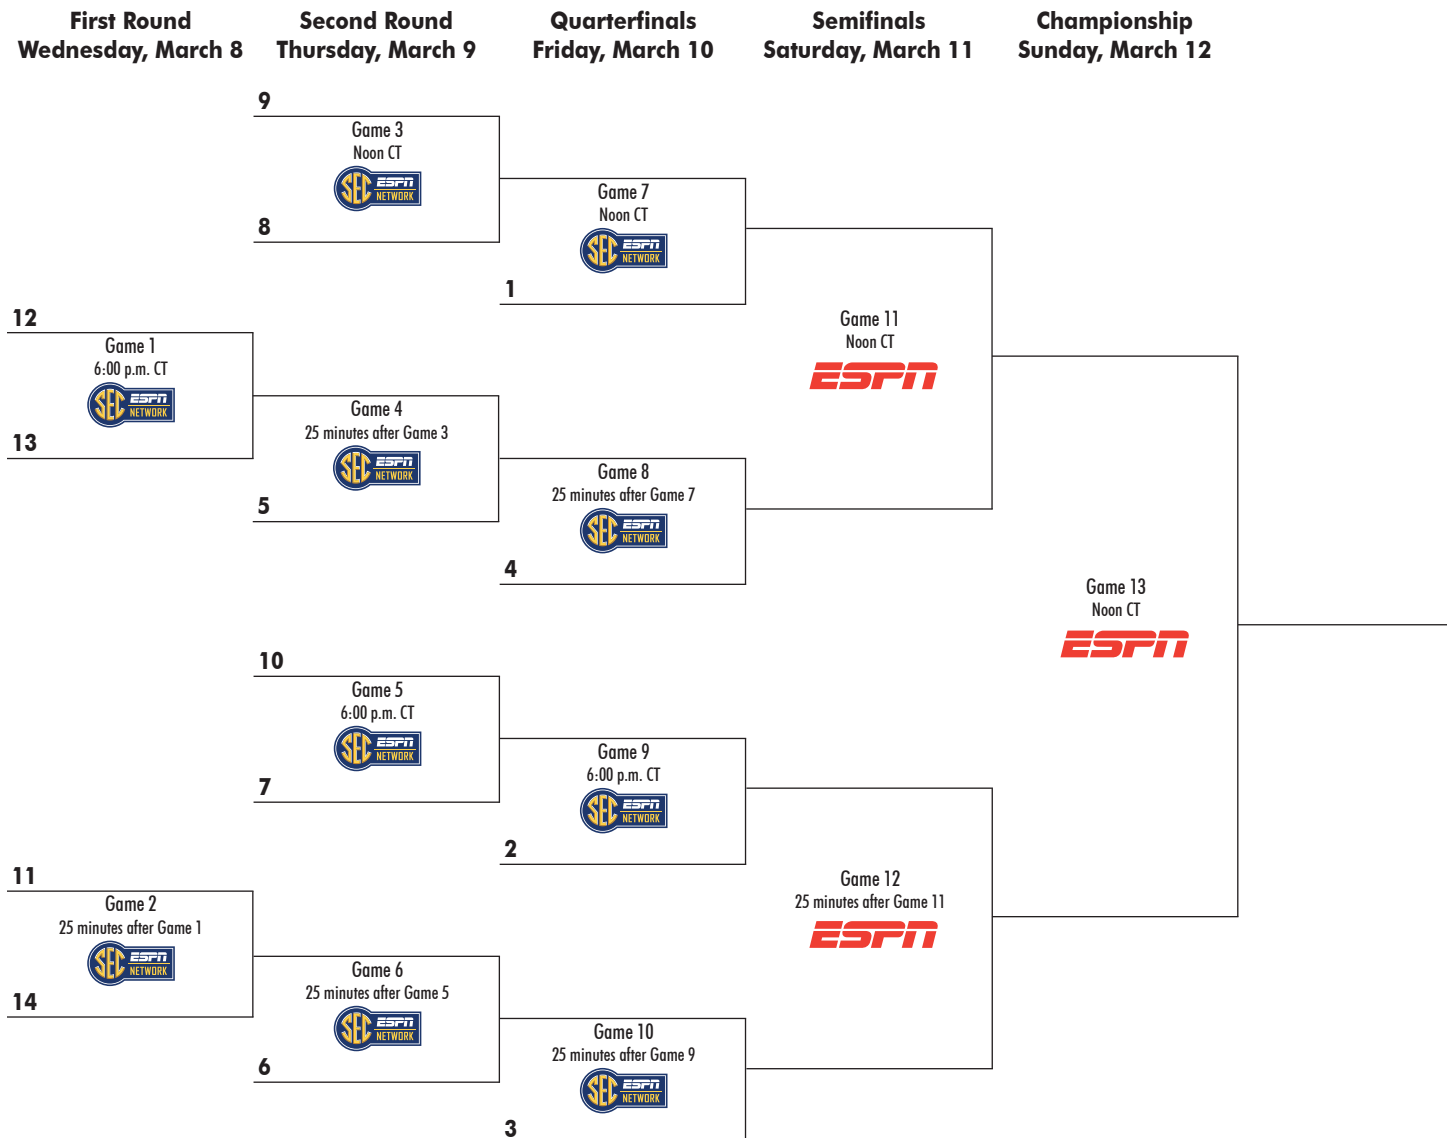 First Round
Wednesday, March 8
Second Round
Thursday, March 9
Quarterfinals
Friday, March 10
Semifinals
Saturday, March 11
Championship
Sunday, March 12
9
Game 3
Noon CT
SEC ESPN NETWORK
8
Game 7
Noon CT
SEC ESPN NETWORK
1
12
Game 1
6:00 p.m. CT
SEC ESPN NETWORK
13
Game 4
25 minutes after Game 3
SEC ESPN NETWORK
5
Game 8
25 minutes after Game 7
SEC ESPN NETWORK
4
Game 11
Noon CT
ESPN
Game 13
Noon CT
ESPN
10
Game 5
6:00 p.m. CT
SEC ESPN NETWORK
7
Game 9
6:00 p.m. CT
SEC ESPN NETWORK
2
11
Game 2
25 minutes after Game 1
SEC ESPN NETWORK
14
Game 6
25 minutes after Game 5
SEC ESPN NETWORK
6
Game 10
25 minutes after Game 9
SEC ESPN NETWORK
3
Game 12
25 minutes after Game 11
ESPN